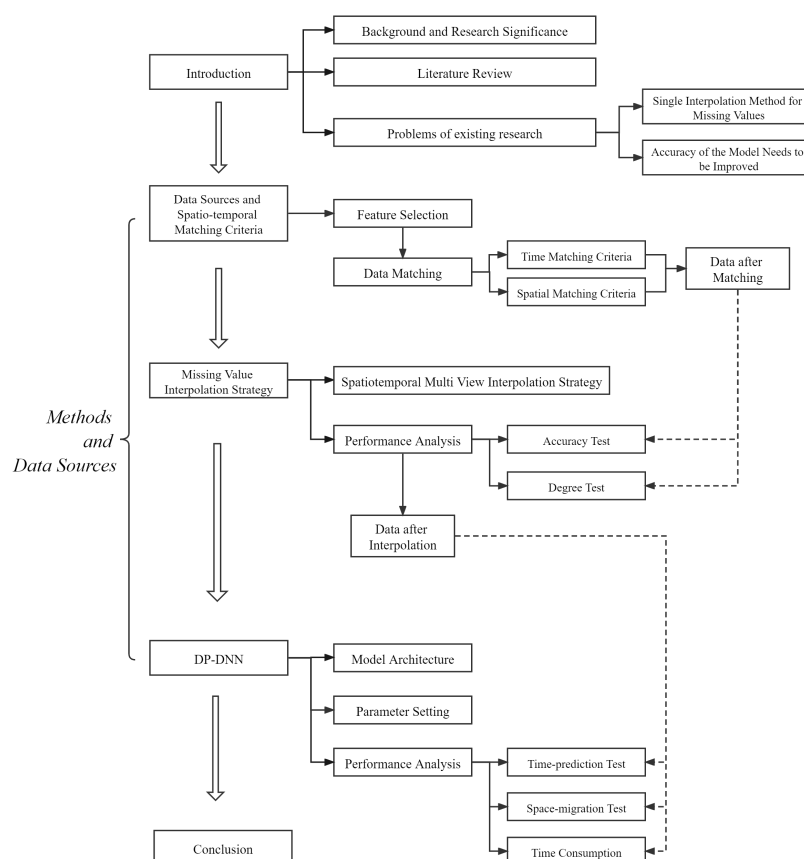 Background and Research Significance
Introduction
Literature Review
Problems of existing research
Single Interpolation Method for
Missing Values
Accuracy of the Model Needs to
be Improved
Data Sources and
Spatio-temporal
Matching Criteria
Feature Selection
Data Matching
Time Matching Criteria
Spatial Matching Criteria
Data after
Matching
Missing Value
Interpolation Strategy
Spatiotemporal Multi View Interpolation Strategy
Methods
and
Data Sources
Performance Analysis
Accuracy Test
Degree Test
Data after
Interpolation
DP-DNN
Model Architecture
Parameter Setting
Performance Analysis
Time-prediction Test
Space-migration Test
Time Consumption
Conclusion